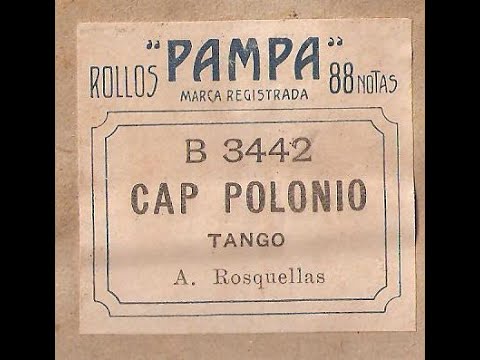 ROLLOS "PAMPA" 88 NOTAS
MARCA REGISTRADA
B 3442
CAP POLONIO
TANGO
A. Rosquellas